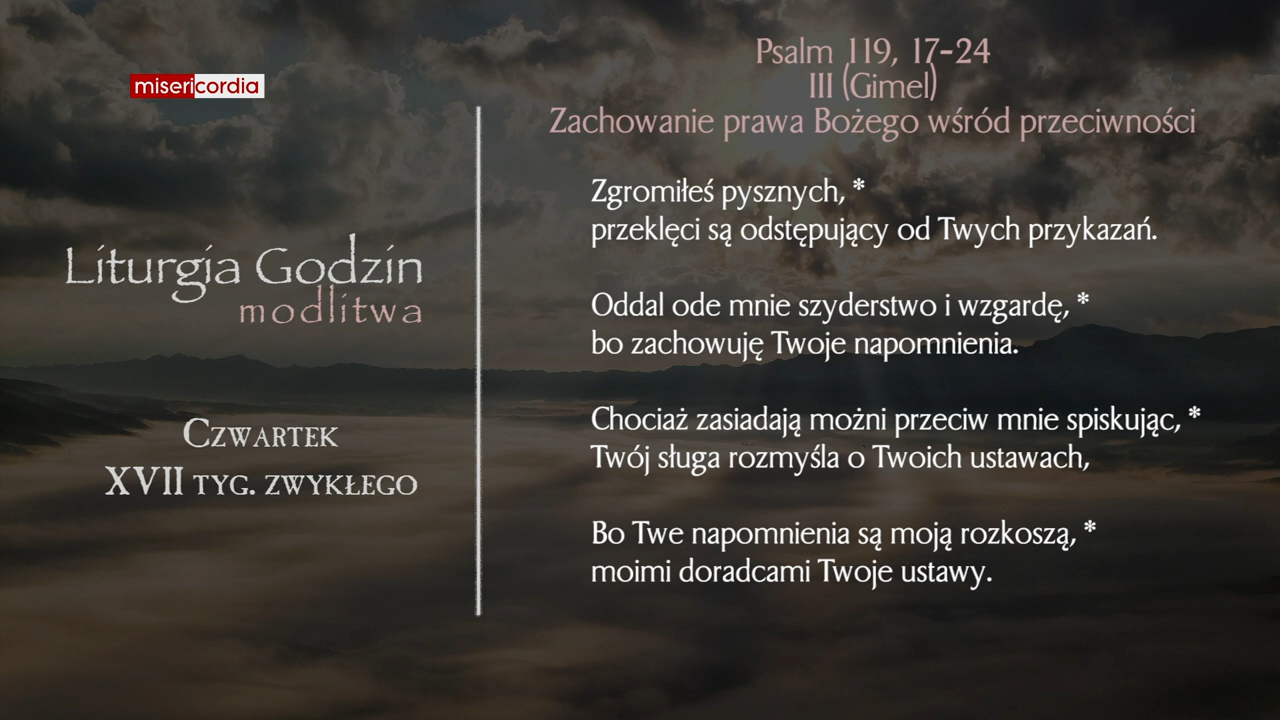 misericordia
Liturgia Godzin
modlitwa
Czwartek
XVII tyg. zwykłego
Psalm 119, 17-24
III (Gimel)
Zachowanie prawa Bożego wśród przeciwności
Zgromiłeś pysznych, *
przeklęci są odstępujący od Twych przykazań.
Oddal ode mnie szyderstwo i wzgardę, *
bo zachowuję Twoje napomnienia.
Chociaż zasiadają możni przeciw mnie spiskując, *
Twój sługa rozmyśla o Twoich ustawach,
Bo Twe napomnienia są moją rozkoszą, *
moimi doradcami Twoje ustawy.